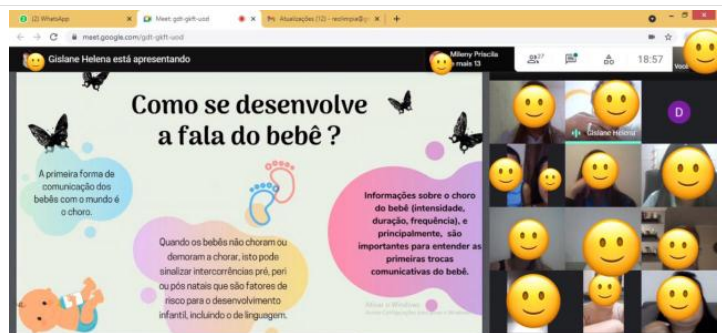 (2) WhatsApp
Meet: gdt-gkft-uod
Atualizações (12) -
meet.google.com/gdt-gkft-uod
Gislane Helena está apresentando
Mileny Priscila
e mais 13
27
18:57
Você
Como se desenvolve
a fala do bebê ?
Gislane Helena
D
A primeira forma de
comunicação dos
bebês com o mundo é
o choro.
Quando os bebês não choram ou
demoram a chorar, isto pode
sinalizar intercorrências pré, peri
ou pós natais que são fatores de
risco para o desenvolvimento
infantil, incluindo o de linguagem.
Informações sobre o choro
do bebê (intensidade,
duração, frequência), e
principalmente, são
importantes para entender as
primeiras trocas
comunicativas do bebê.
Ativar o Windows